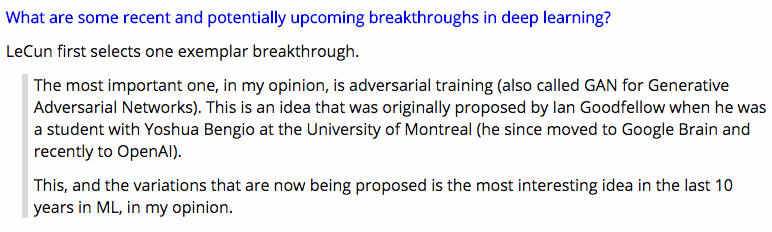 What are some recent and potentially upcoming breakthroughs in deep learning?
LeCun first selects one exemplar breakthrough.
The most important one, in my opinion, is adversarial training (also called GAN for Generative
Adversarial Networks). This is an idea that was originally proposed by Ian Goodfellow when he was
a student with Yoshua Bengio at the University of Montreal (he since moved to Google Brain and
recently to OpenAI).
This, and the variations that are now being proposed is the most interesting idea in the last 10
years in ML, in my opinion.